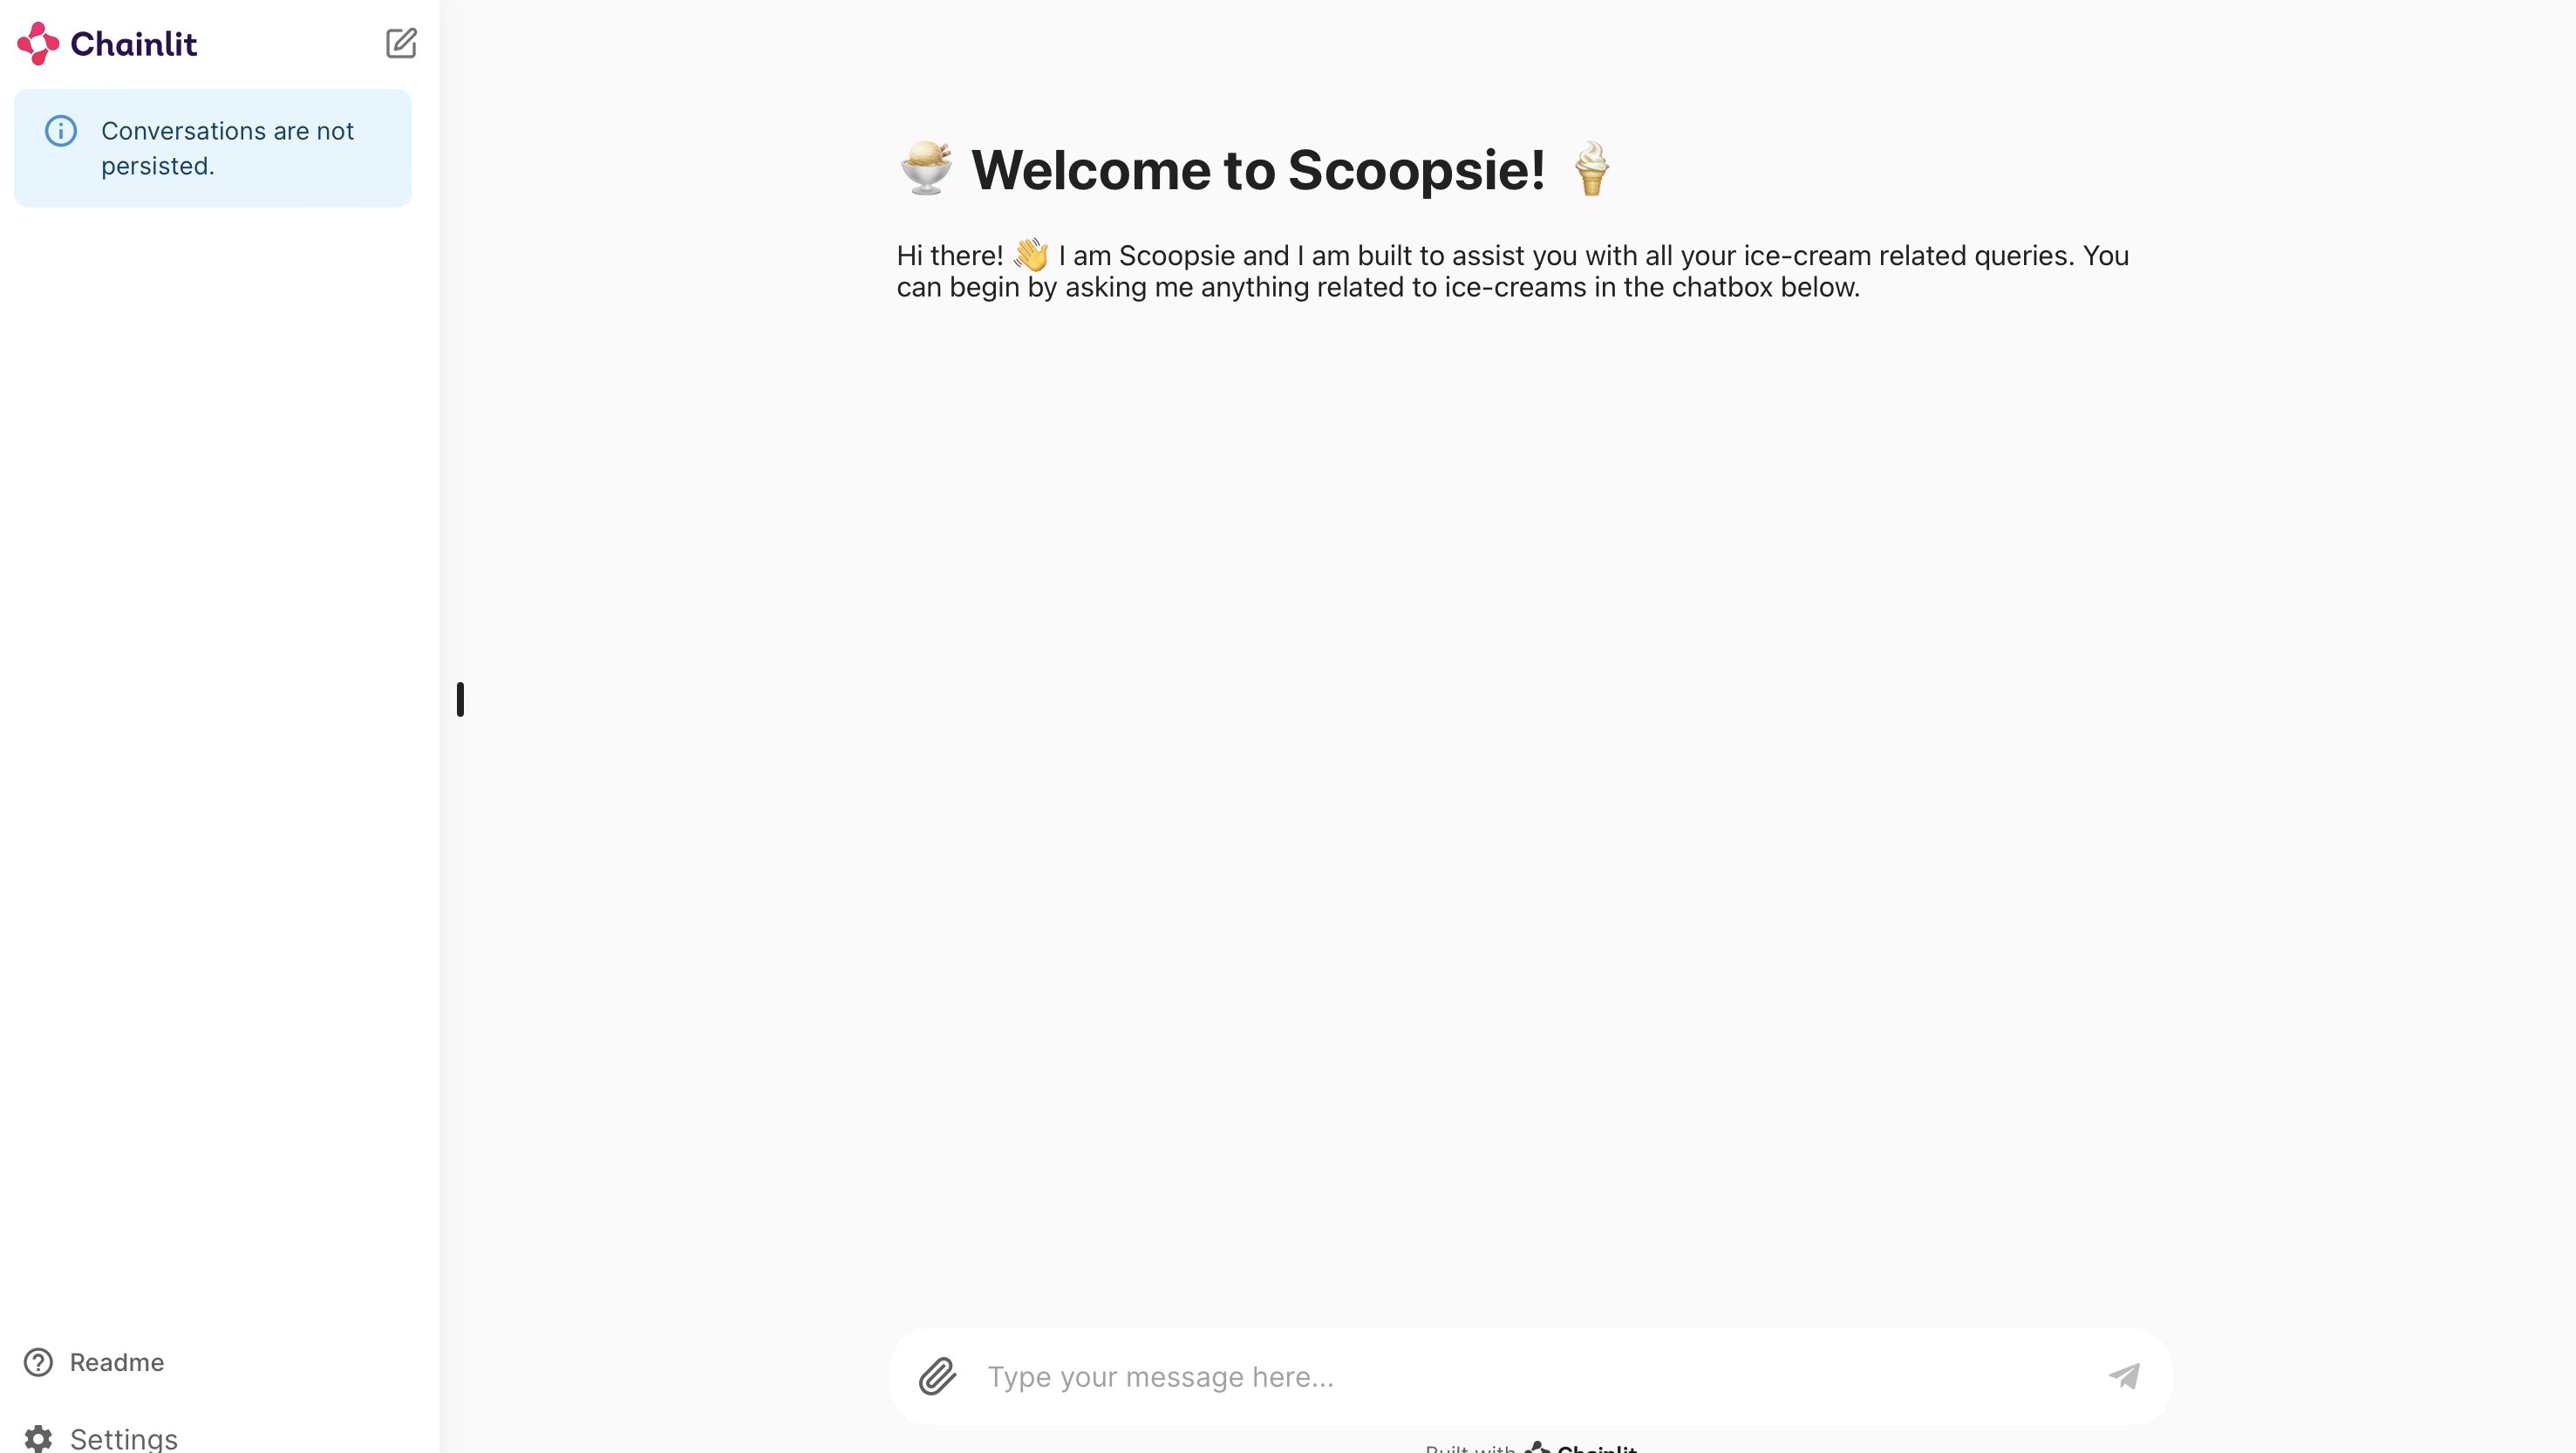 Chainlit
Conversations are not
persisted.
🍨 Welcome to Scoopsie! 🍦
Hi there! 👋 I am Scoopsie and I am built to assist you with all your ice-cream related queries. You
can begin by asking me anything related to ice-creams in the chatbox below.
Readme
Settings
Type your message here...
Built with Chainlit